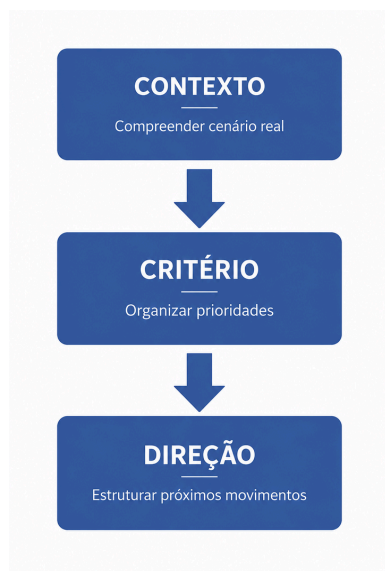 CONTEXTO
Compreender cenário real
CRITÉRIO
Organizar prioridades
DIREÇÃO
Estruturar próximos movimentos